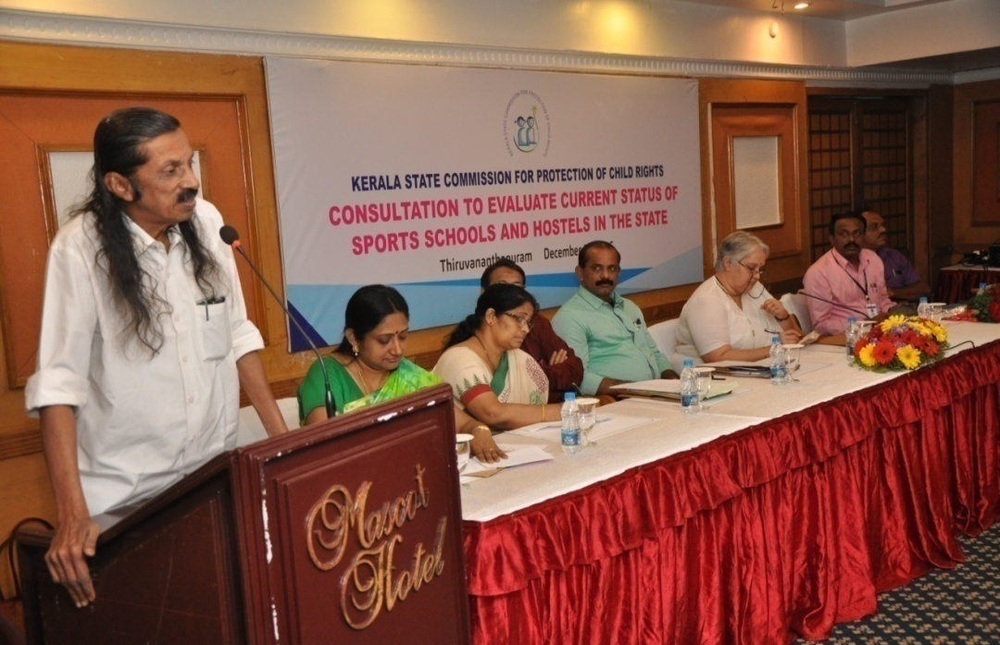 KERALA STATE COMMISSION FOR PROTECTION OF CHILD RIGHTS
CONSULTATION TO EVALUATE CURRENT STATUS OF
SPORTS SCHOOLS AND HOSTELS IN THE STATE
Thiruvananthapuram December
Mascot
Hotel